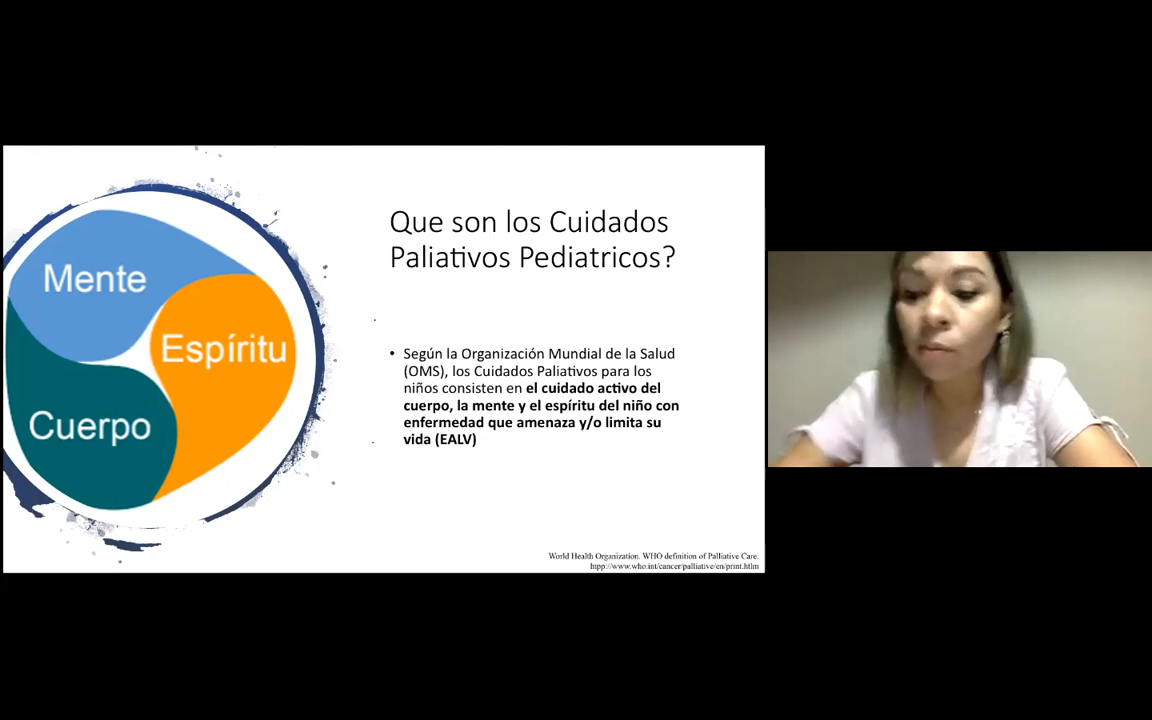 Que son los Cuidados
Paliativos Pediatricos?
Mente
Espíritu
Cuerpo
• Según la Organización Mundial de la Salud
(OMS), los Cuidados Paliativos para los
niños consisten en el cuidado activo del
cuerpo, la mente y el espíritu del niño con
enfermedad que amenaza y/o limita su
vida (EALV)
World Health Organization. WHO definition of Palliative Care.
htpp://www.who.int/cancer/palliative/en/print.htlm